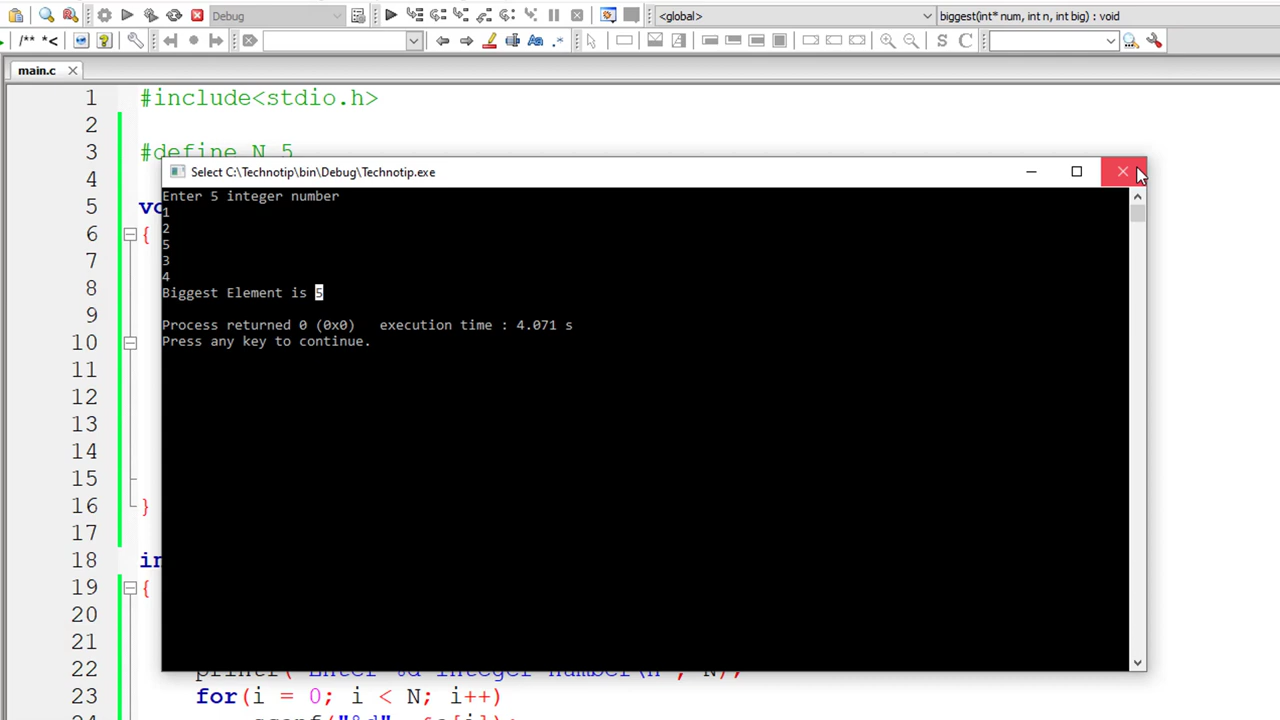 Debug
<global>
biggest(int* num, int n, int big) : void
/** *<
main.c
1 #include<stdio.h>
2
3 #define N 5
4
5
6 {
7
8
9
10
11
12
13
14
15
16 }
17
18
19 {
20
21
22
23 for(i = 0; i < N; i++)
24
Select C:\Technotip\bin\Debug\Technotip.exe
Enter 5 integer number
1
2
5
3
4
Biggest Element is 5
Process returned 0 (0x0) execution time : 4.071 s
Press any key to continue.